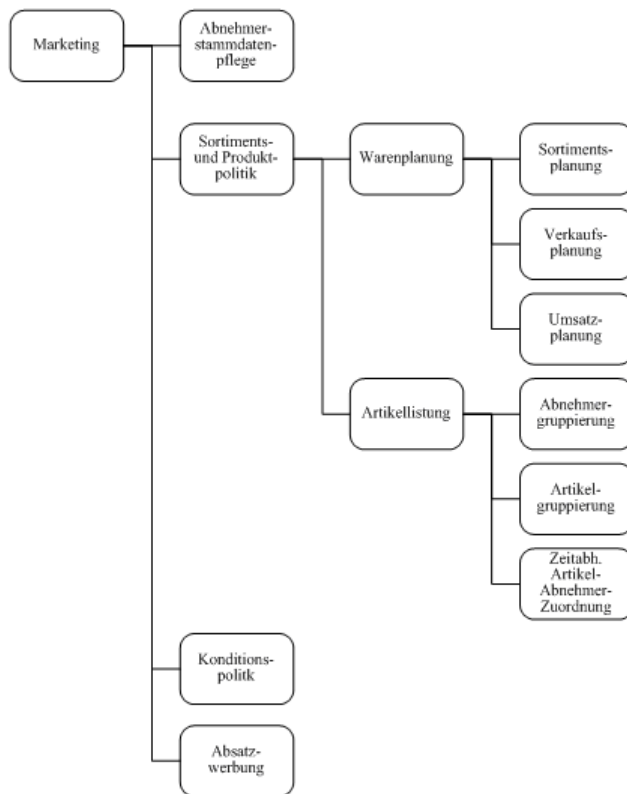 Marketing
Abnehmer-
stammdaten-
pflege
Sortiments-
und Produkt-
politik
Warenplanung
Sortiments-
planung
Verkaufs-
planung
Umsatz-
planung
Artikellistung
Abnehmer-
gruppierung
Artikel-
gruppierung
Zeitabh.
Artikel-
Abnehmer-
Zuordnung
Konditions-
politk
Absatz-
werbung